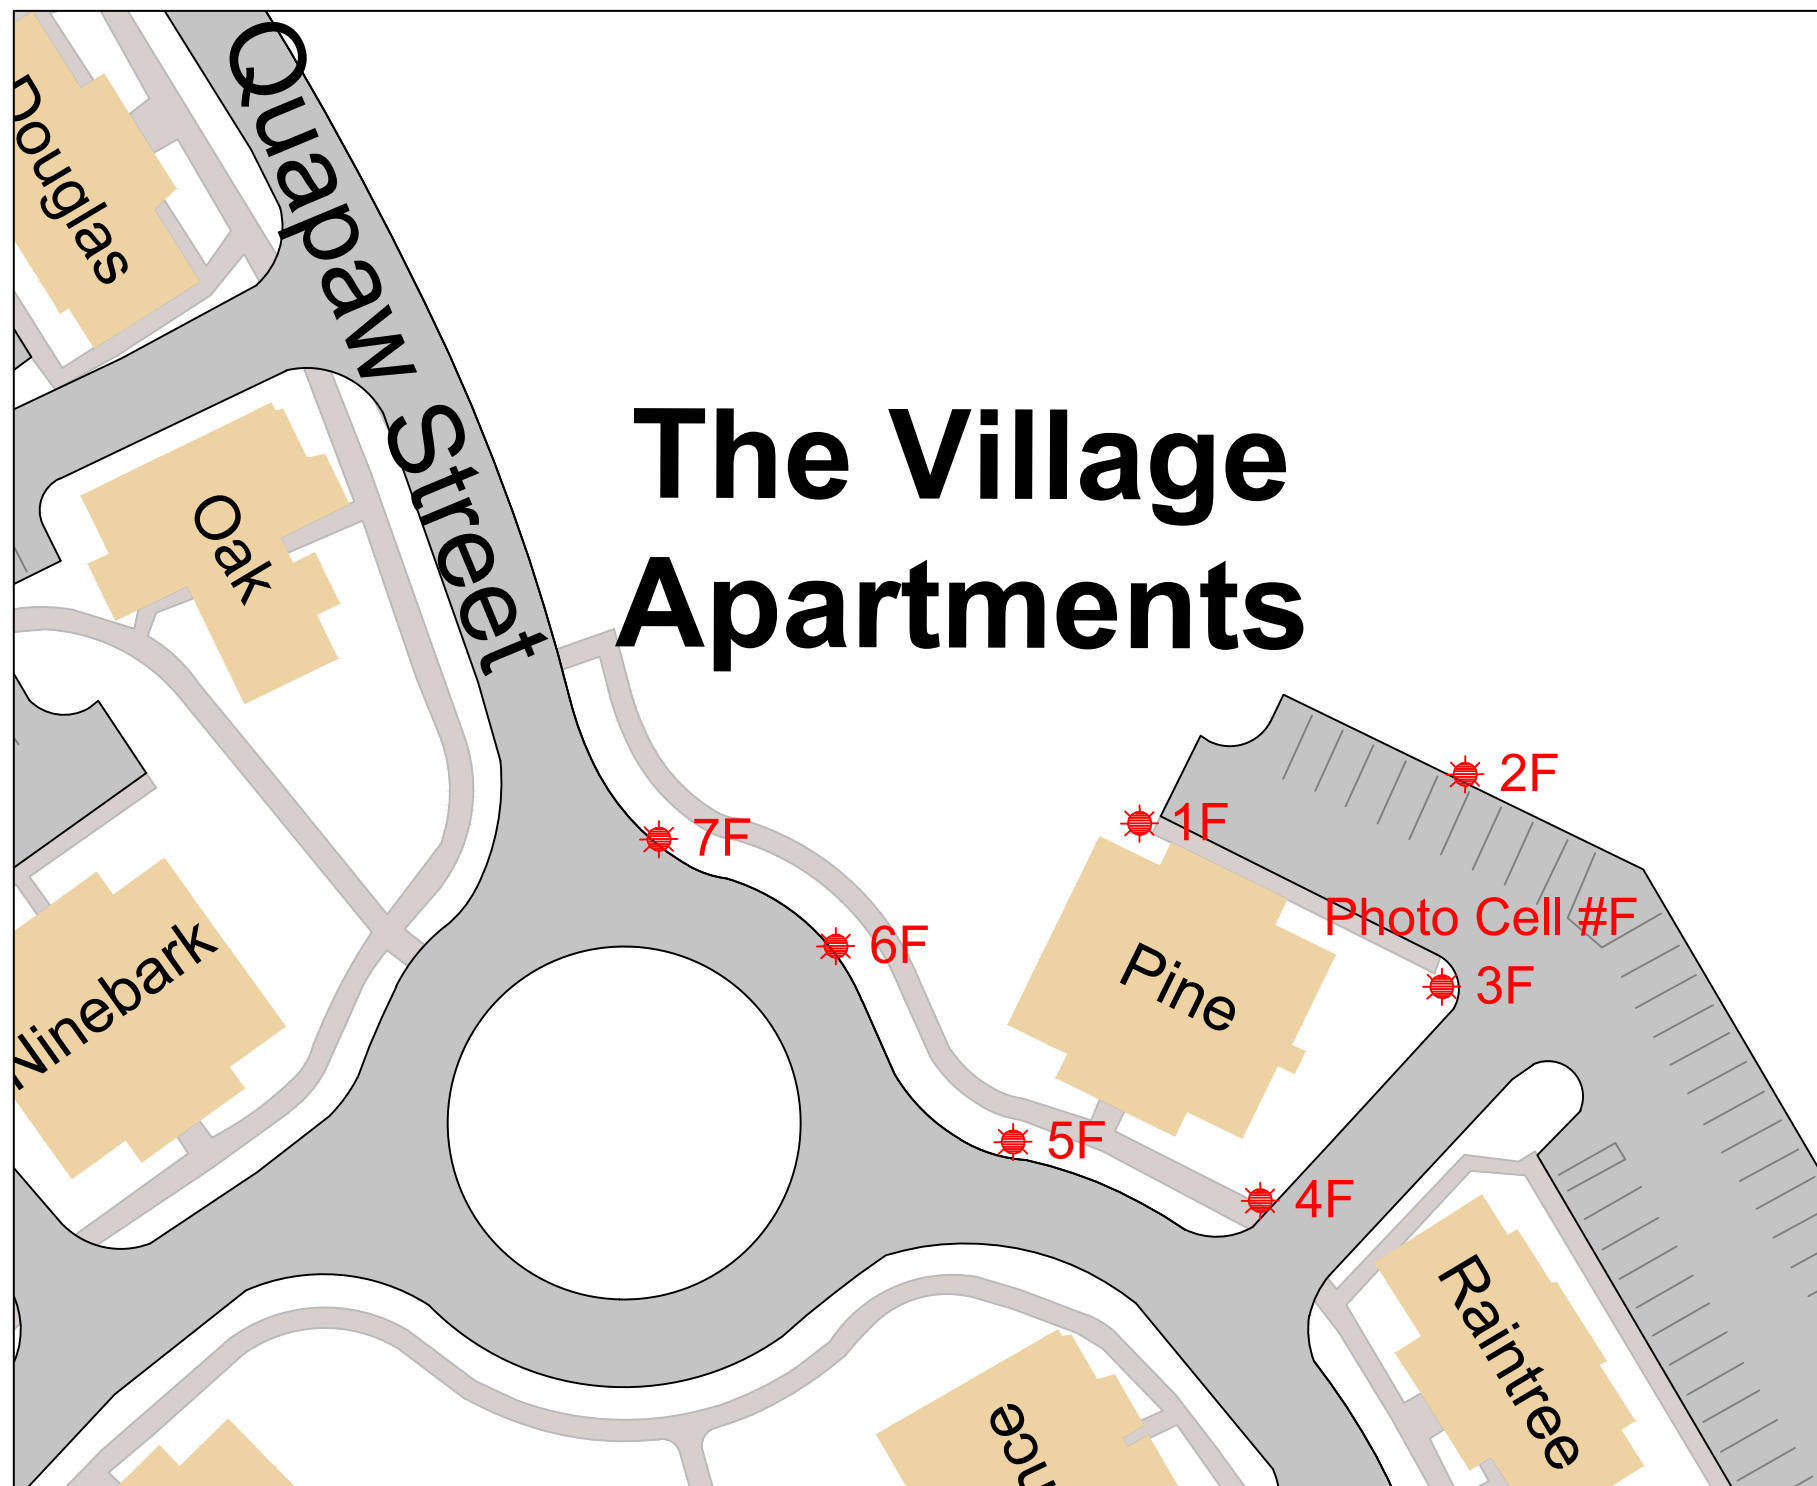 Quapaw Street
Douglas
The Village
Apartments
Oak
2F
1F
7F
Photo Cell #F
6F
Pine
3F
Ninebark
5F
4F
Raintree